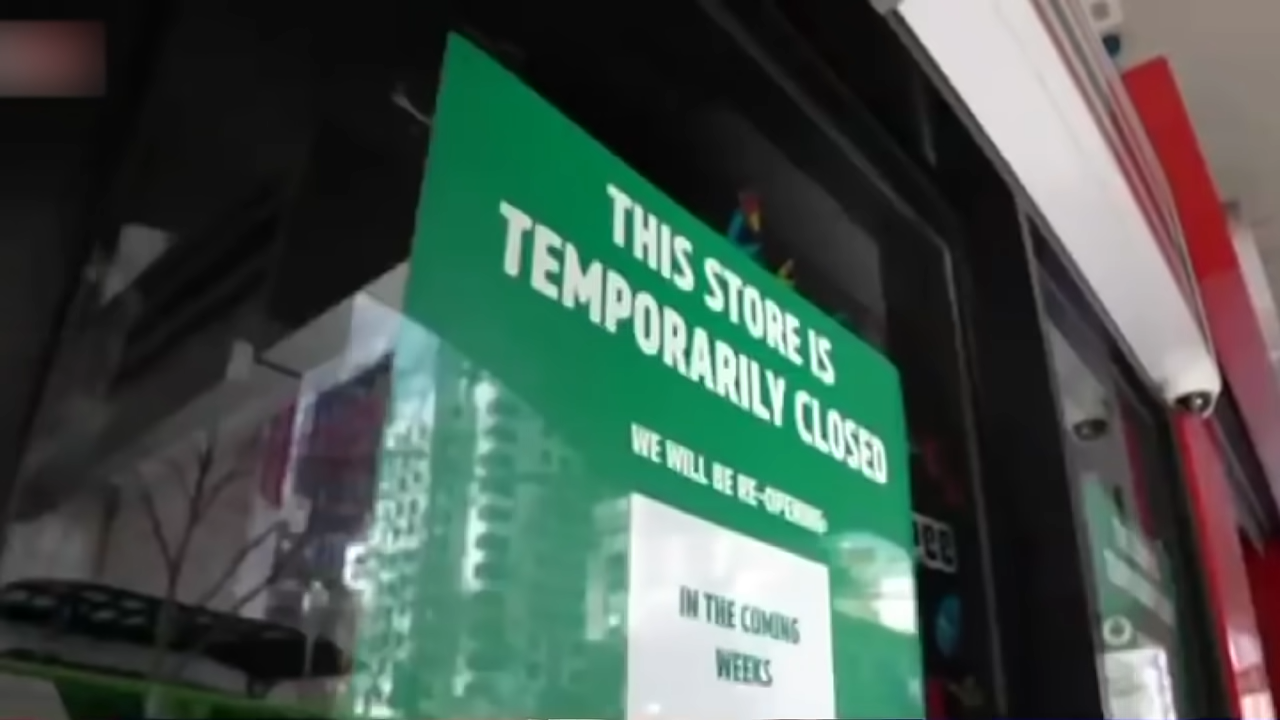 THIS STORE IS
TEMPORARILY CLOSED
WE WILL BE RE-OPENING:
IN THE COMING
WEEKS